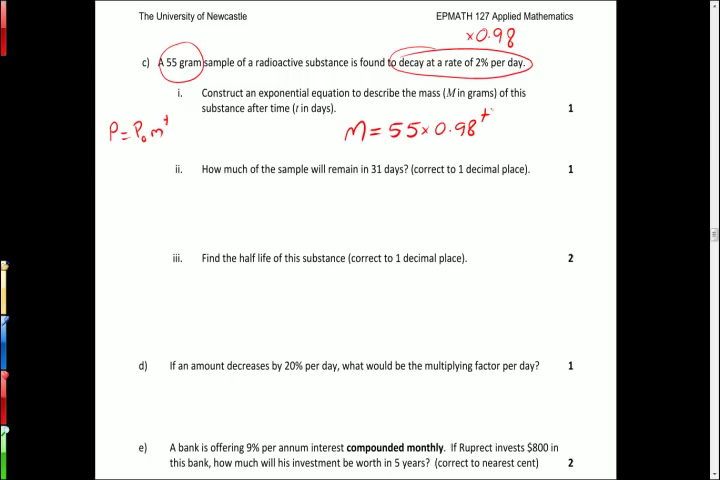 The University of Newcastle EPMATH 127 Applied Mathematics
×0.98
c) A 55 gram sample of a radioactive substance is found to decay at a rate of 2% per day.
i. Construct an exponential equation to describe the mass (M in grams) of this
substance after time (t in days). 1
P = P₀ mᵗ M = 55 × 0.98ᵗ
ii. How much of the sample will remain in 31 days? (correct to 1 decimal place). 1
iii. Find the half life of this substance (correct to 1 decimal place). 2
d) If an amount decreases by 20% per day, what would be the multiplying factor per day? 1
e) A bank is offering 9% per annum interest compounded monthly. If Ruprect invests $800 in
this bank, how much will his investment be worth in 5 years? (correct to nearest cent) 2